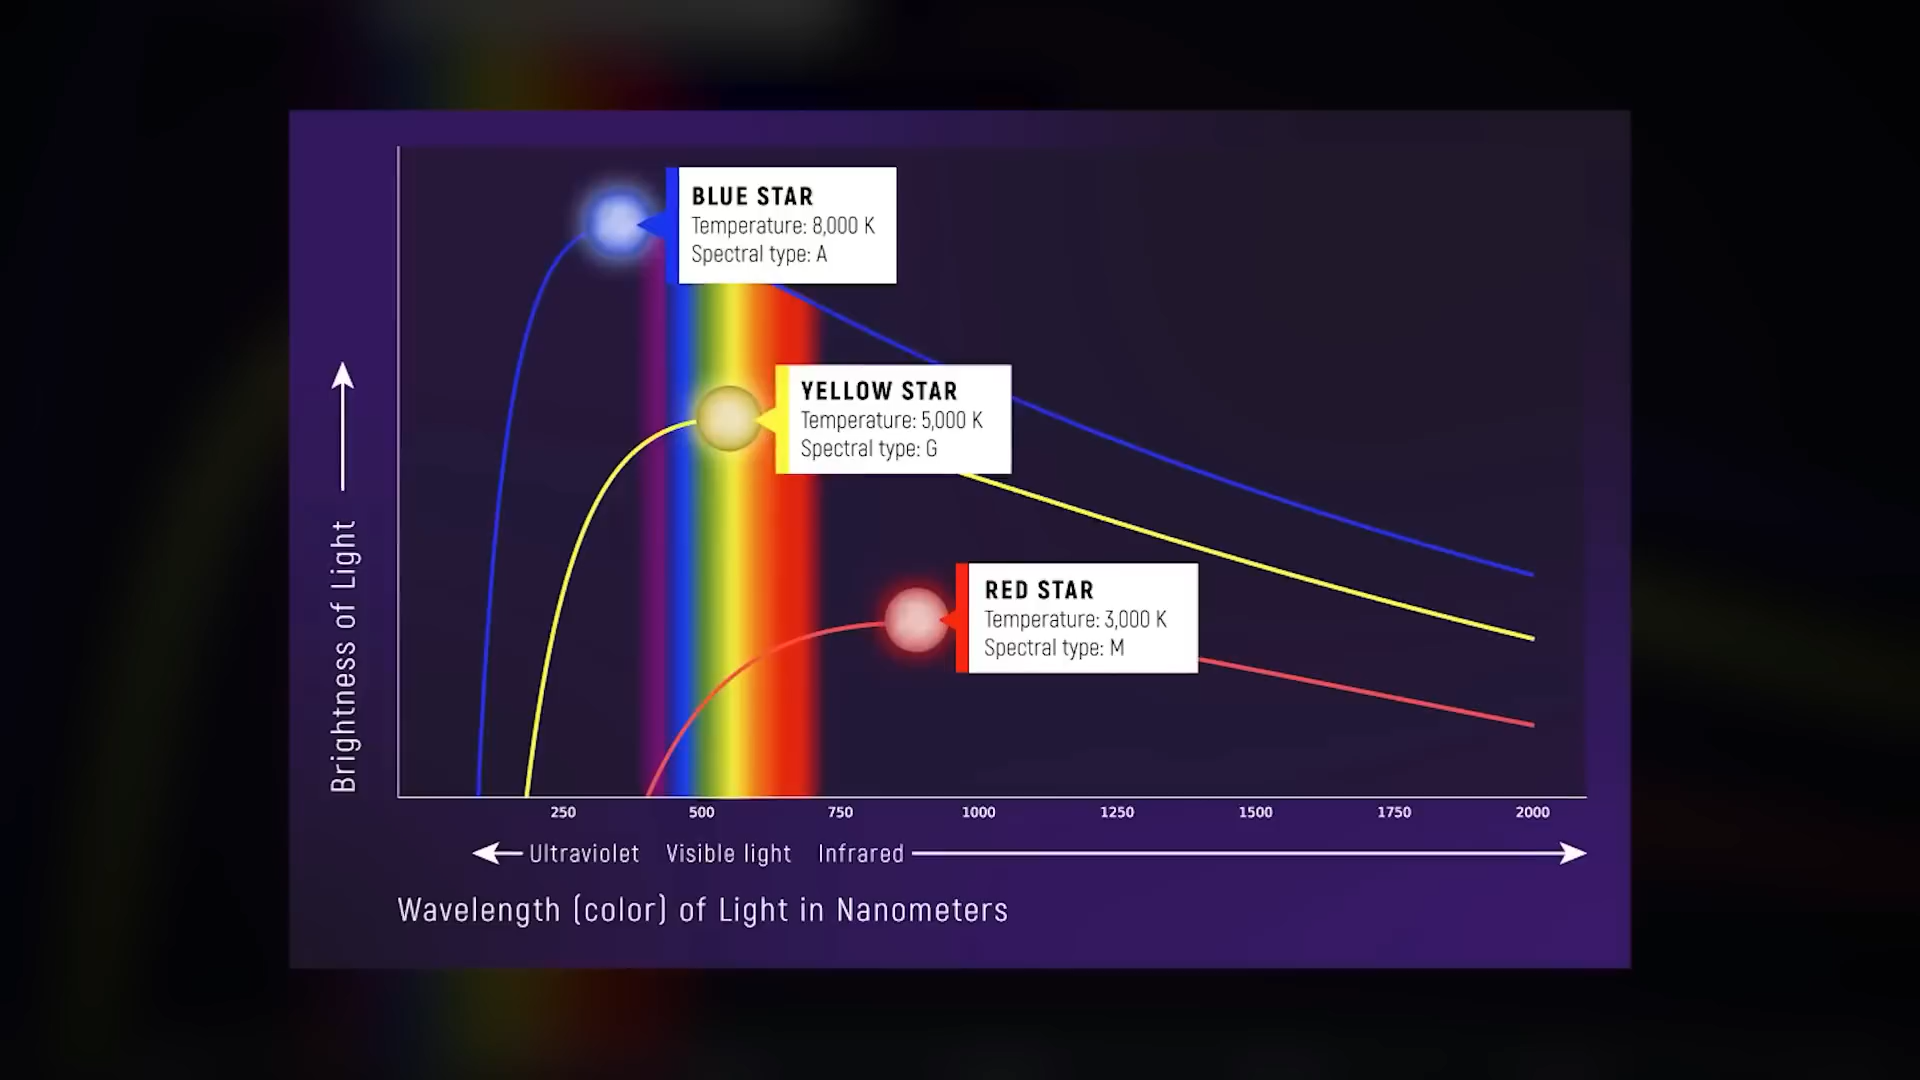 BLUE STAR
Temperature: 8,000 K
Spectral type: A
YELLOW STAR
Temperature: 5,000 K
Spectral type: G
RED STAR
Temperature: 3,000 K
Spectral type: M
Brightness of Light
250 500 750 1000 1250 1500 1750 2000
Ultraviolet Visible light Infrared
Wavelength (color) of Light in Nanometers